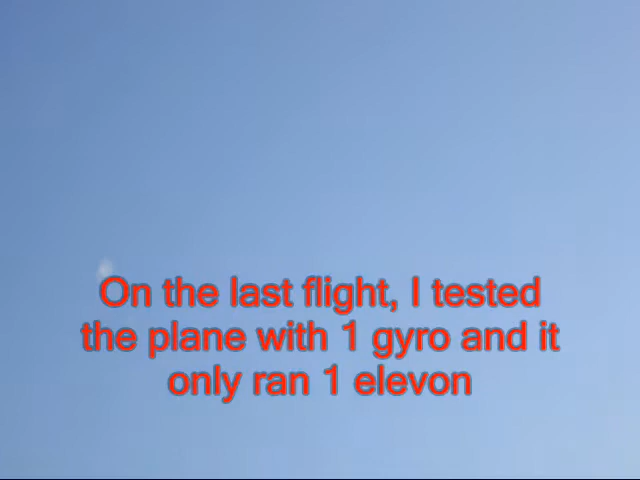 On the last flight, I tested
the plane with 1 gyro and it
only ran 1 elevon